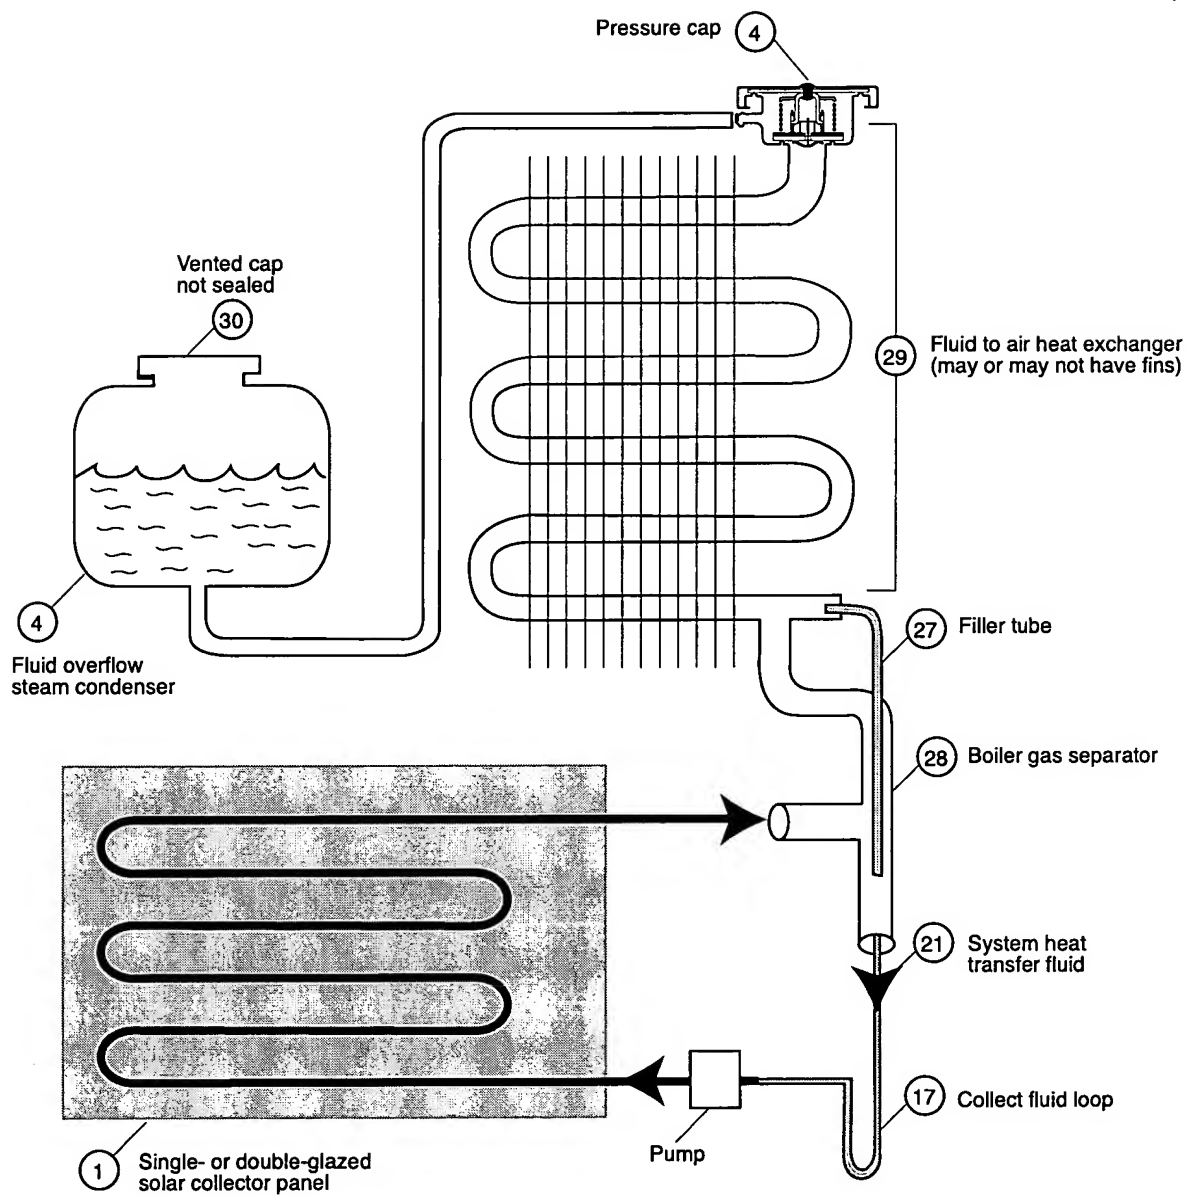 Pressure cap 4
Vented cap
not sealed
30
29 Fluid to air heat exchanger
(may or may not have fins)
4
Fluid overflow
steam condenser
27 Filler tube
28 Boiler gas separator
21 System heat
transfer fluid
17 Collect fluid loop
Pump
1 Single- or double-glazed
solar collector panel